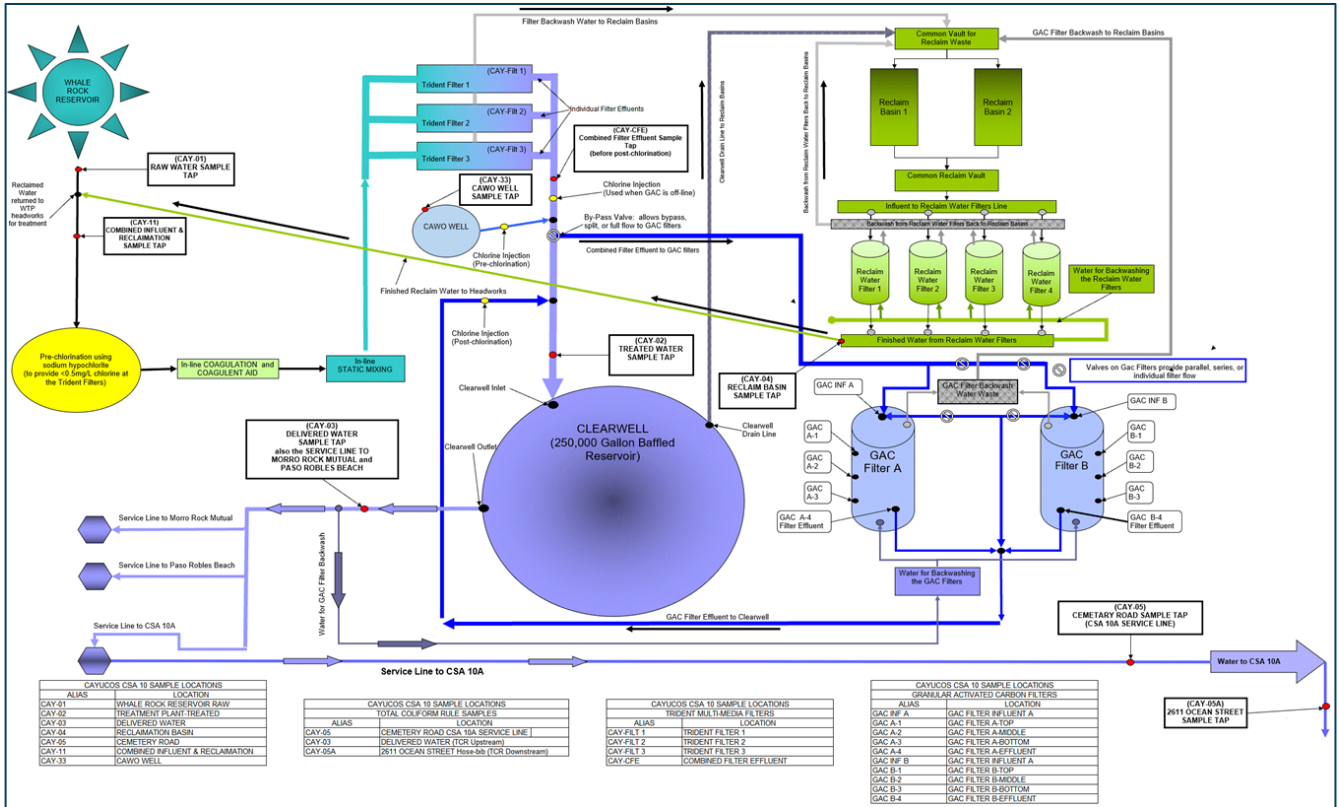 Filter Backwash Water to Reclaim Basins
WHALE
ROCK
RESERVOIR
(CAY-Filt 1)
Trident Filter 1
(CAY-Filt 2)
Trident Filter 2
(CAY-Filt 3)
Trident Filter 3
Individual Filter Effluents
(CAY-CFE)
Combined Filter Effluent Sample
Tap
(before post-chlorination)
Chlorine Injection
(Used when GAC is off-line)
By-Pass Valve: allows bypass,
split, or full flow to GAC filters
Combined Filter Effluent to GAC filters
(CAY-33)
CAWO WELL
SAMPLE TAP
CAWO WELL
Chlorine Injection
(Pre-chlorination)
(CAY-01)
RAW WATER SAMPLE
TAP
Reclaimed
Water
returned to
WTP
headworks
for treatment
(CAY-11)
COMBINED INFLUENT &
RECLAIMATION
SAMPLE TAP
Finished Reclaim Water to Headworks
Pre-chlorination using
sodium hypochlorite
(to provide <0.5mg/L chlorine at
the Trident Filters)
In-line COAGULATION and
COAGULENT AID
In-line
STATIC MIXING
Chlorine Injection
(Post-chlorination)
(CAY-02)
TREATED WATER
SAMPLE TAP
Clearwell Drain Line to Reclaim Basins
Backwash from Reclaim Water Filters Back to Reclaim Basins
Common Vault for
Reclaim Waste
GAC Filter Backwash to Reclaim Basins
Reclaim
Basin 1
Reclaim
Basin 2
Common Reclaim Vault
Influent to Reclaim Water Filters Line
Backwash from Reclaim Water Filters Back to Reclaim Basins
Reclaim
Water
Filter 1
Reclaim
Water
Filter 2
Reclaim
Water
Filter 3
Reclaim
Water
Filter 4
Water for Backwashing
the Reclaim Water
Filters
Finished Water from Reclaim Water Filters
(CAY-04)
RECLAIM BASIN
SAMPLE TAP
Valves on Gac Filters provide parallel, series, or
individual filter flow
GAC INF A
GAC Filter Backwash
Water Waste
GAC INF B
GAC
Filter A
GAC
A-1
GAC
A-2
GAC
A-3
GAC A-4
Filter Effluent
GAC
Filter B
GAC
B-1
GAC
B-2
GAC
B-3
GAC B-4
Filter Effluent
Water for Backwashing
the GAC Filters
Clearwell Inlet
CLEARWELL
(250,000 Gallon Baffled
Reservoir)
Clearwell
Drain Line
Clearwell Outlet
(CAY-03)
DELIVERED WATER
SAMPLE TAP
also the SERVICE LINE TO
MORRO ROCK MUTUAL and
PASO ROBLES BEACH
Service Line to Morro Rock Mutual
Service Line to Paso Robles Beach
Service Line to CSA 10A
Water for GAC Filter Backwash
GAC Filter Effluent to Clearwell
(CAY-05)
CEMETARY ROAD SAMPLE TAP
(CSA 10A SERVICE LINE)
Service Line to CSA 10A
Water to CSA 10A
(CAY-05A)
2611 OCEAN STREET
SAMPLE TAP
CAYUCOS CSA 10 SAMPLE LOCATIONS
ALIAS LOCATION
CAY-01 WHALE ROCK RESERVOIR RAW
CAY-02 TREATMENT PLANT-TREATED
CAY-03 DELIVERED WATER
CAY-04 RECLAMATION BASIN
CAY-05 CEMETERY ROAD
CAY-11 COMBINED INFLUENT & RECLAMATION
CAY-33 CAWO WELL
CAYUCOS CSA 10 SAMPLE LOCATIONS
TOTAL COLIFORM RULE SAMPLES
ALIAS LOCATION
CAY-05 CEMETERY ROAD CSA 10A SERVICE LINE
CAY-03 DELIVERED WATER (TCR Upstream)
CAY-05A 2611 OCEAN STREET Hose-bib (TCR Downstream)
CAYUCOS CSA 10 SAMPLE LOCATIONS
TRIDENT MULTI-MEDIA FILTERS
ALIAS LOCATION
CAY-FILT 1 TRIDENT FILTER 1
CAY-FILT 2 TRIDENT FILTER 2
CAY-FILT 3 TRIDENT FILTER 3
CAY-CFE COMBINED FILTER EFFLUENT
CAYUCOS CSA 10 SAMPLE LOCATIONS
GRANULAR ACTIVATED CARBON FILTERS
ALIAS LOCATION
GAC INF A GAC FILTER INFLUENT A
GAC A-1 GAC FILTER A-TOP
GAC A-2 GAC FILTER A-MIDDLE
GAC A-3 GAC FILTER A-BOTTOM
GAC A-4 GAC FILTER A-EFFLUENT
GAC INF B GAC FILTER INFLUENT A
GAC B-1 GAC FILTER B-TOP
GAC B-2 GAC FILTER B-MIDDLE
GAC B-3 GAC FILTER B-BOTTOM
GAC B-4 GAC FILTER B-EFFLUENT